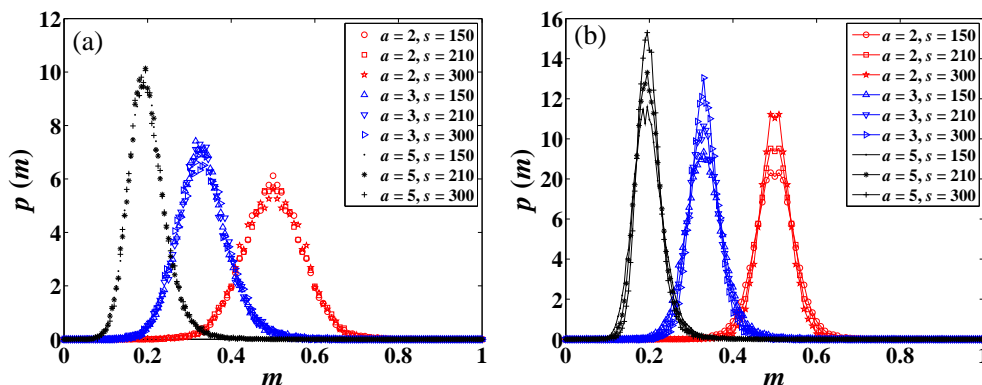 (a)
12
10
8
6
4
2
0
p (m)
0 0.2 0.4 0.6 0.8 1
m
a = 2, s = 150
a = 2, s = 210
a = 2, s = 300
a = 3, s = 150
a = 3, s = 210
a = 3, s = 300
a = 5, s = 150
a = 5, s = 210
a = 5, s = 300
(b)
16
14
12
10
20
16
4
2
0
p (m)
0 0.2 0.4 0.6 0.8 1
m
a = 2, s = 150
a = 2, s = 210
a = 2, s = 300
a = 3, s = 150
a = 3, s = 210
a = 3, s = 300
a = 5, s = 150
a = 5, s = 210
a = 5, s = 300